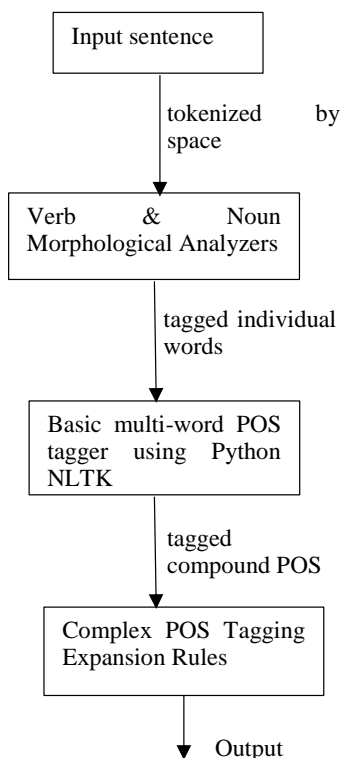 Input sentence
tokenized by
space
Verb & Noun
Morphological Analyzers
tagged individual
words
Basic multi-word POS
tagger using Python
NLTK
tagged
compound POS
Complex POS Tagging
Expansion Rules
Output